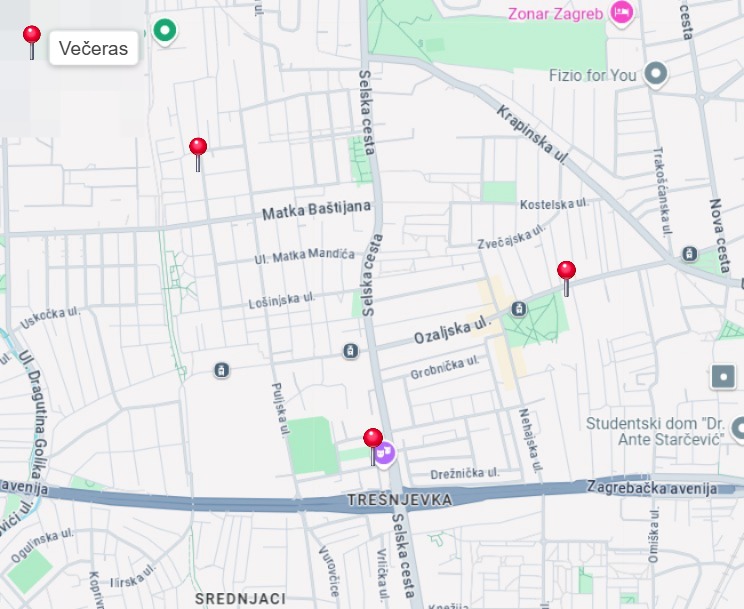 Zonar Zagreb
cesta
Večeras
Fizio for You
Selska cesta
Krapinska ul.
Trakošćanska ul.
Nova cesta
Matka Baštijana
Kostelska ul.
Zvečajska ul.
Ul. Matka Mandića
Selska cesta
Lošinjska ul.
Uskočka ul.
Ozaljska ul.
Grobnička ul.
Ul. Dragutina Golika
Puljska ul.
Nehajska ul.
Studentski dom "Dr.
Ante Starčević"
Drežnička ul.
avenija
TREŠNJEVKA
Zagrebačka avenija
Selska cesta
Omiška ul.
Ogulinska ul.
Ilirska ul.
Vutovčice
Vrlička ul.
SREDNJACI